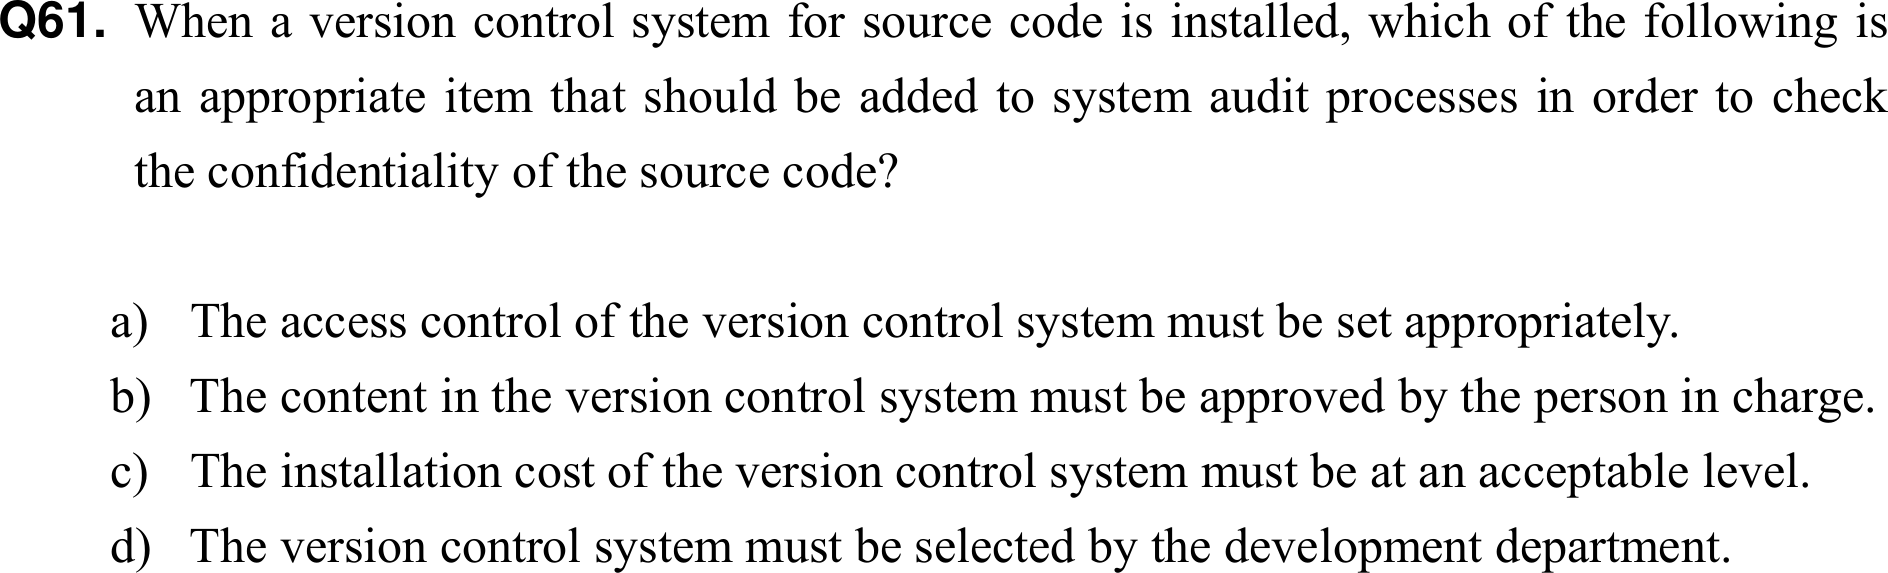 Q61. When a version control system for source code is installed, which of the following is
an appropriate item that should be added to system audit processes in order to check
the confidentiality of the source code?
a) The access control of the version control system must be set appropriately.
b) The content in the version control system must be approved by the person in charge.
c) The installation cost of the version control system must be at an acceptable level.
d) The version control system must be selected by the development department.